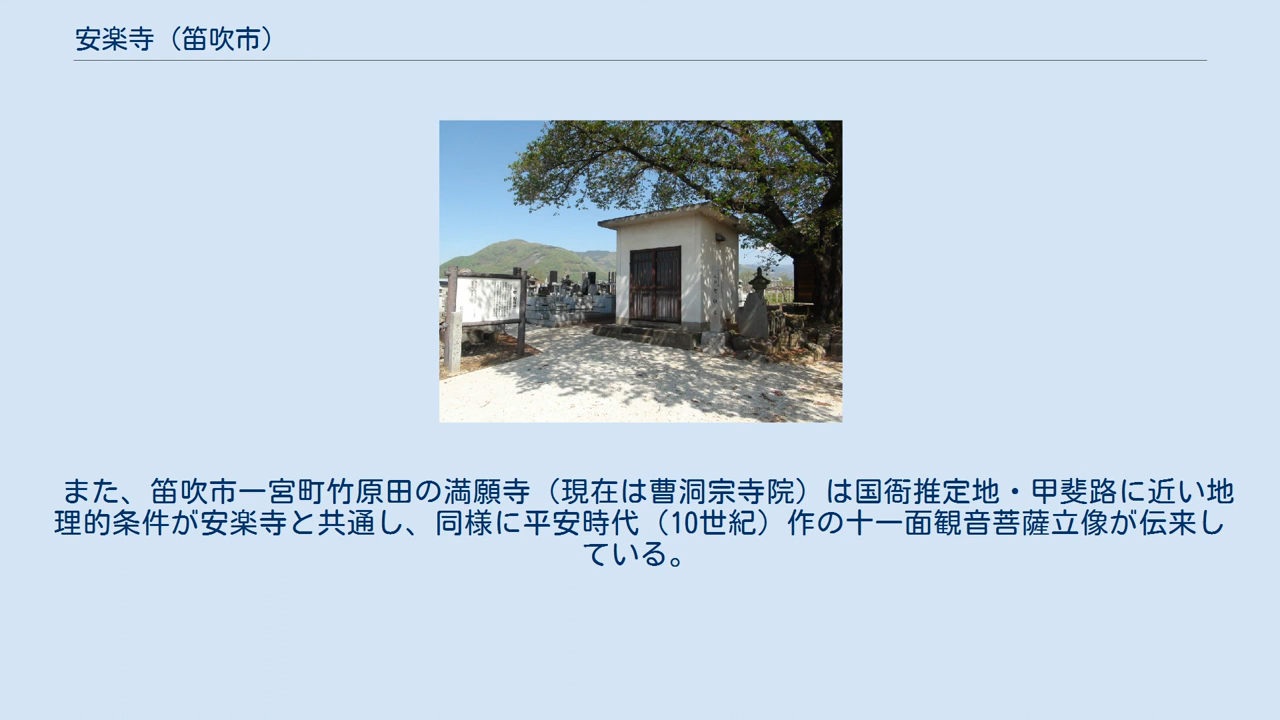 安楽寺（笛吹市）
また、笛吹市一宮町竹原田の満願寺（現在は曹洞宗寺院）は国衙推定地・甲斐路に近い地
理的条件が安楽寺と共通し、同様に平安時代（10世紀）作の十一面観音菩薩立像が伝来し
ている。